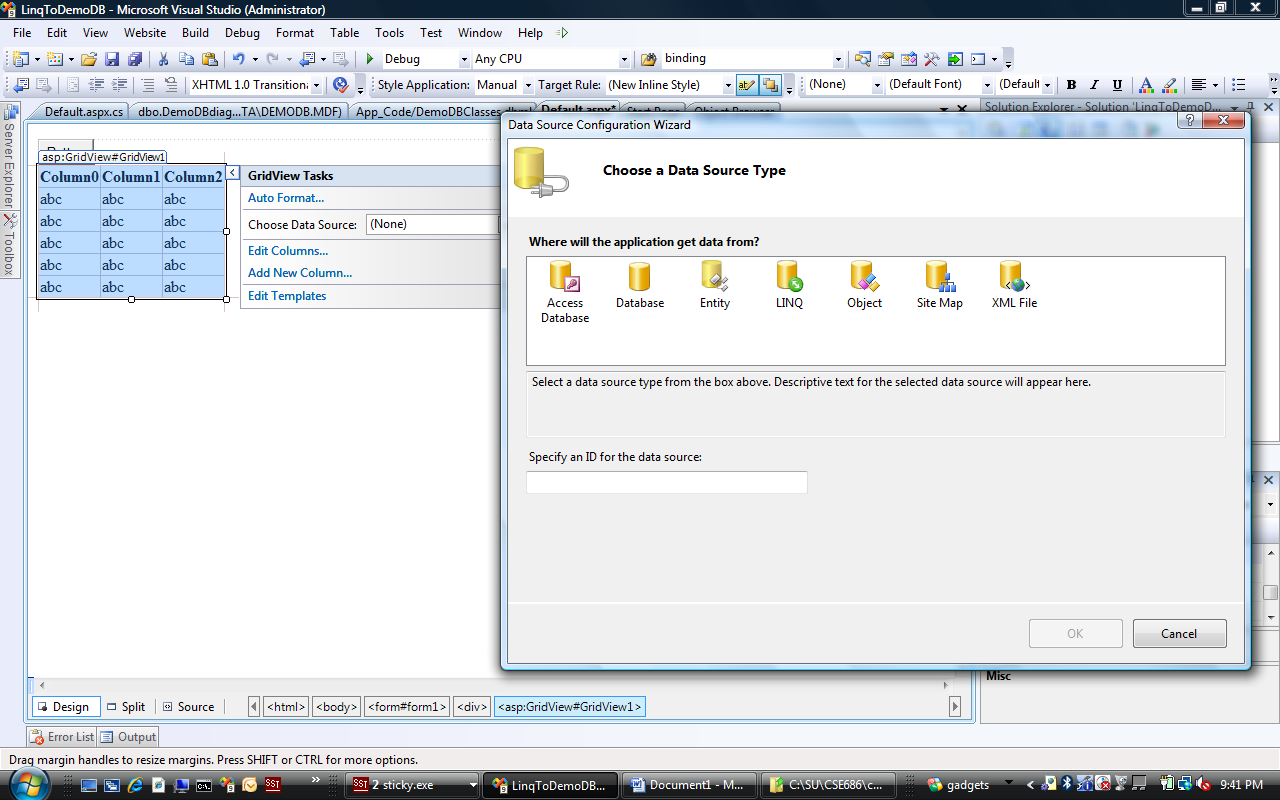 LinqToDemoDB - Microsoft Visual Studio (Administrator)
File Edit View Website Build Debug Format Table Tools Test Window Help
Debug Any CPU binding
XHTML 1.0 Transition Style Application: Manual Target Rule: (New Inline Style) (None) (Default Font) (Default B I U A
Default.aspx.cs dbo.DemoDBdiag...TA\DEMODB.MDF) App_Code/DemoDBClasses.dbml Default.aspx* Start Page Object Browser
Solution Explorer - Solution 'LinqToDemoD...
Server Explorer
Toolbox
asp:GridView#GridView1
Column0 Column1 Column2
abc abc abc
abc abc abc
abc abc abc
abc abc abc
abc abc abc
GridView Tasks
Auto Format...
Choose Data Source: (None)
Edit Columns...
Add New Column...
Edit Templates
Data Source Configuration Wizard
Choose a Data Source Type
Where will the application get data from?
Access Database
Database
Entity
LINQ
Object
Site Map
XML File
Select a data source type from the box above. Descriptive text for the selected data source will appear here.
Specify an ID for the data source:
OK Cancel
Misc
Design Split Source <html> <body> <form#form1> <div> <asp:GridView#GridView1>
Error List Output
Drag margin handles to resize margins. Press SHIFT or CTRL for more options.
SST SST 2 sticky.exe LinqToDemoDB... Document1 - M... C:\SU\CSE686\c... gadgets 9:41 PM